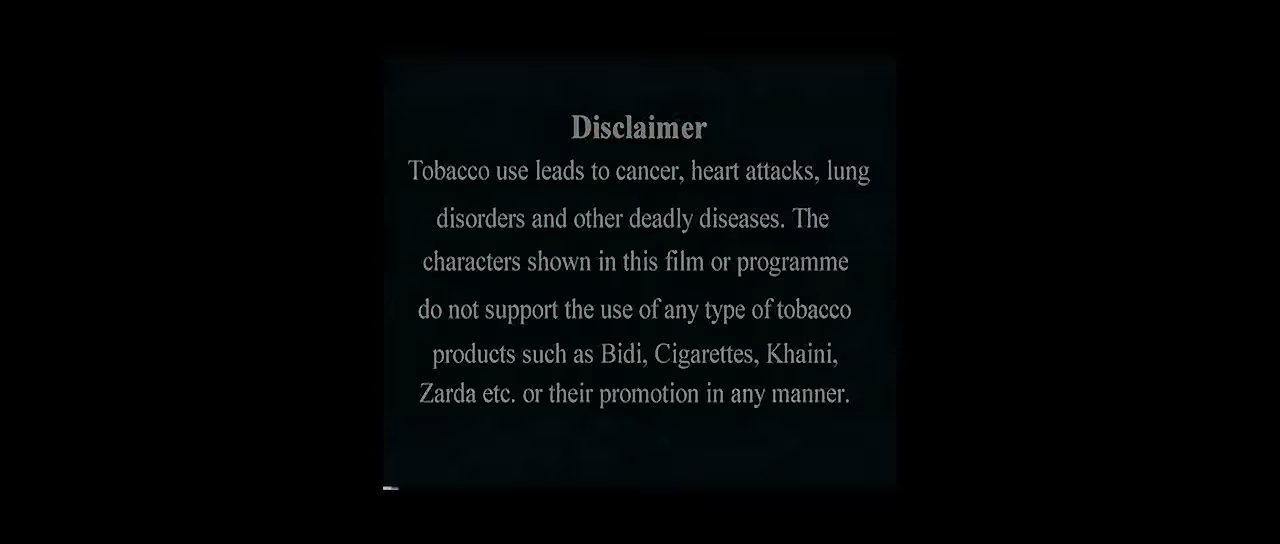 Disclaimer
Tobacco use leads to cancer, heart attacks, lung
disorders and other deadly diseases. The
characters shown in this film or programme
do not support the use of any type of tobacco
products such as Bidi, Cigarettes, Khaini,
Zarda etc. or their promotion in any manner.